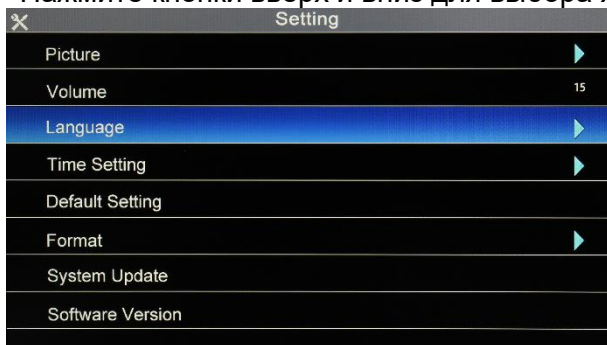 Нажмите кнопки вверх и вниз для выбора
Setting
Picture
Volume 15
Language
Time Setting
Default Setting
Format
System Update
Software Version